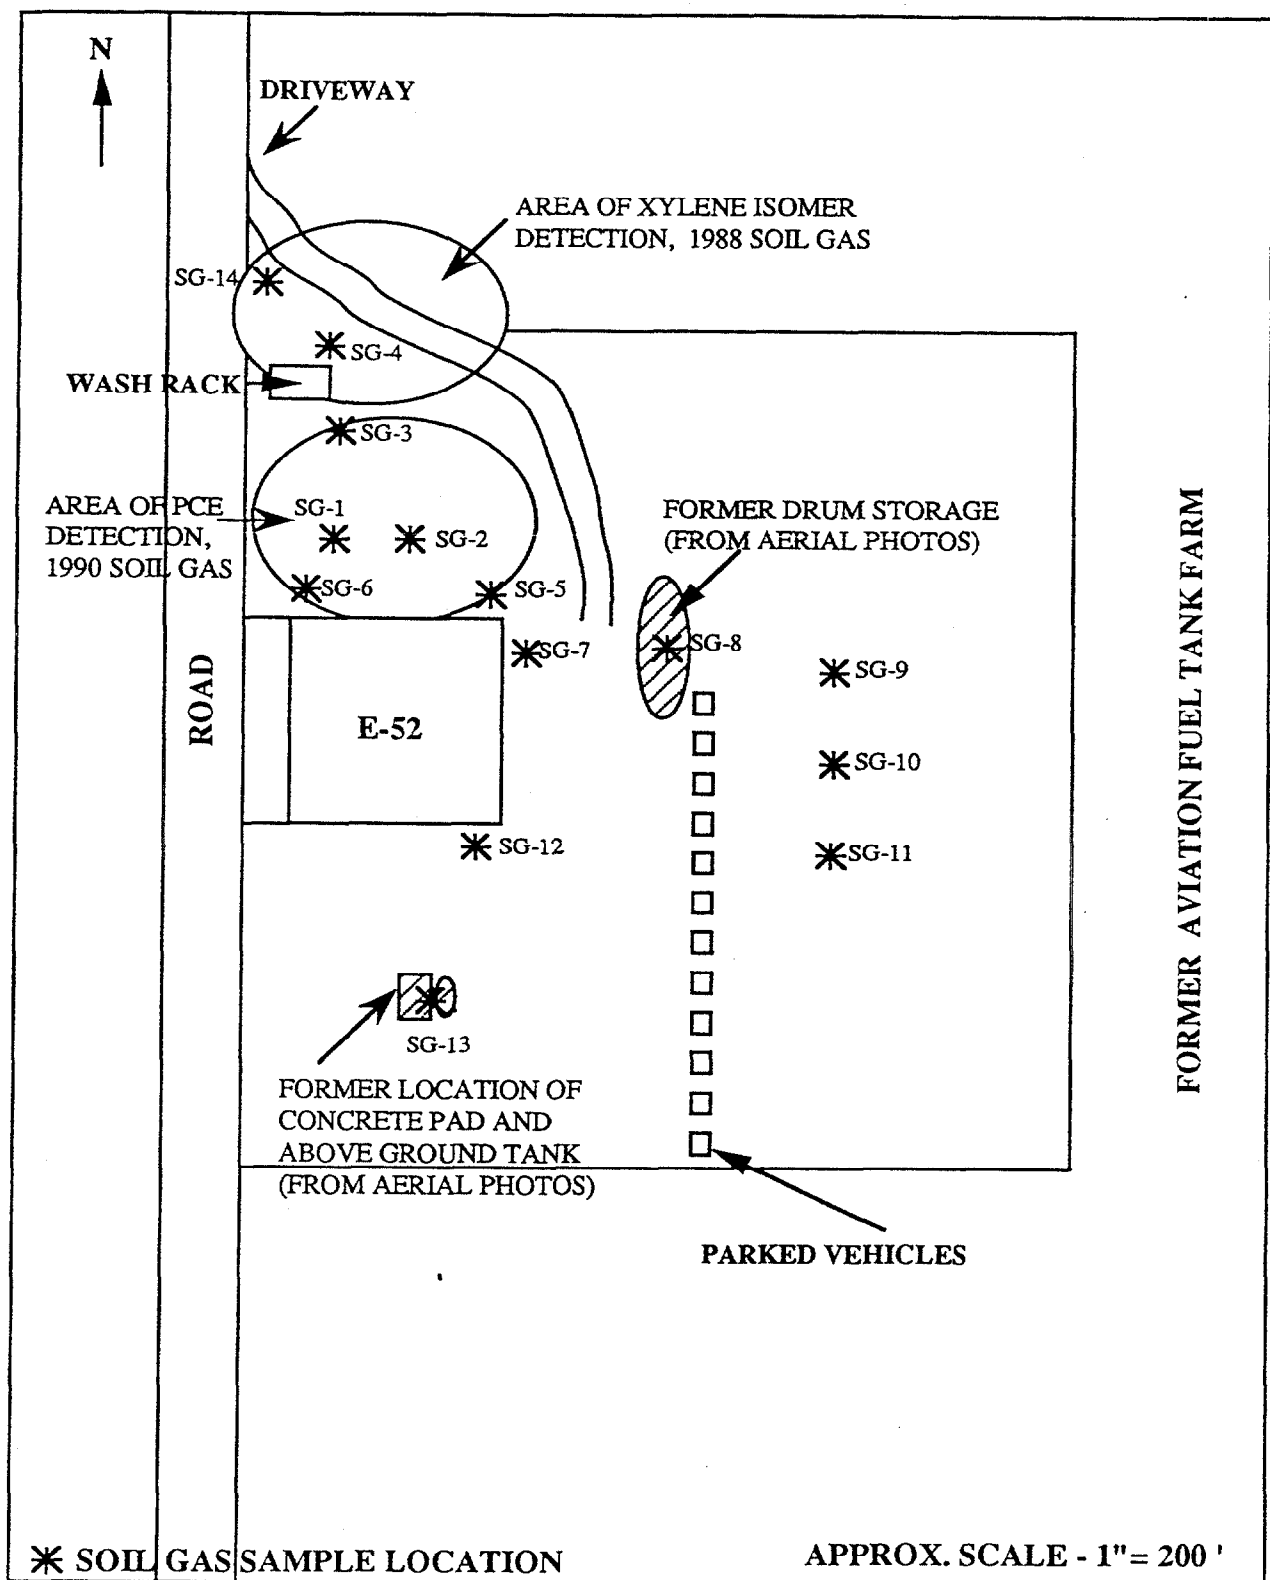 N
DRIVEWAY
AREA OF XYLENE ISOMER
DETECTION, 1988 SOIL GAS
SG-14
SG-4
WASH RACK
SG-3
AREA OF PCE
DETECTION,
1990 SOIL GAS
SG-1
SG-2
FORMER DRUM STORAGE
(FROM AERIAL PHOTOS)
SG-6
SG-5
SG-7
SG-8
SG-9
ROAD
E-52
SG-10
SG-12
SG-11
FORMER AVIATION FUEL TANK FARM
SG-13
FORMER LOCATION OF
CONCRETE PAD AND
ABOVE GROUND TANK
(FROM AERIAL PHOTOS)
PARKED VEHICLES
SOIL GAS SAMPLE LOCATION
APPROX. SCALE - 1"= 200 '